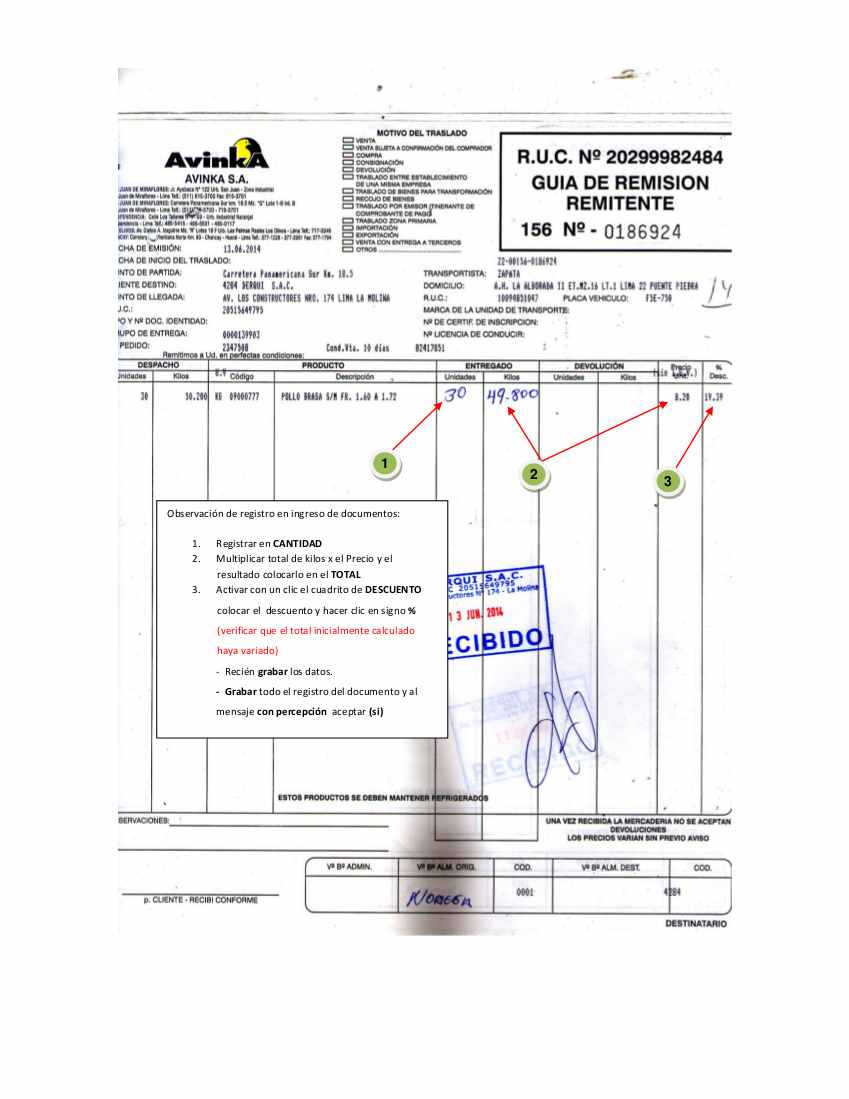 MOTIVO DEL TRASLADO
VENTA
VENTA SUJETA A CONFIRMACIÓN DEL COMPRADOR
COMPRA
CONSIGNACIÓN
DEVOLUCIÓN
TRASLADO ENTRE ESTABLECIMIENTO
DE UNA MISMA EMPRESA
TRASLADO DE BIENES PARA TRANSFORMACIÓN
RECOJO DE BIENES
TRASLADO POR EMISOR ITINERANTE DE
COMPROBANTE DE PAGO
TRASLADO ZONA PRIMARIA
IMPORTACIÓN
EXPORTACIÓN
VENTA CON ENTREGA A TERCEROS
OTROS
AvinkA
AVINKA S.A.
R.U.C. Nº 20299982484
GUIA DE REMISION
REMITENTE
156 Nº - 0186924
CHA DE EMISIÓN: 13.06.2014
CHA DE INICIO DEL TRASLADO: 22-00156-0186924
NTO DE PARTIDA: Carretera Panamericana Sur Km. 18.5 TRANSPORTISTA: ZAPATA
IENTE DESTINO: 4284 BERQUI S.A.C. DOMICILIO: A.H. LA ALBORADA II ET.MZ.16 LT.1 LIMA 22 PUENTE PIEDRA
NTO DE LLEGADA: AV. LOS CONSTRUCTORES NRO. 174 LIMA LA MOLINA R.U.C.: 10094851047 PLACA VEHICULO: F5E-750
.C.: 20515649795 MARCA DE LA UNIDAD DE TRANSPORTE:
O Y Nº DOC. IDENTIDAD: Nº DE CERTIF. DE INSCRIPCION:
UPO DE ENTREGA: 0000139903 Nº LICENCIA DE CONDUCIR:
PEDIDO: 2347508 Cond.Vta. 10 días 02417851
14
Remitimos a Ud. en perfectas condiciones:
DESPACHO PRODUCTO ENTREGADO DEVOLUCIÓN Precio %
Unidades Kilos Código Descripción Unidades Kilos Unidades Kilos Desc.
30 50.200 KG 09000777 POLLO BRASA S/M FR. 1.60 A 1.72 30 49.800 8.20 19.39
1
2
3
Observación de registro en ingreso de documentos:
1. Registrar en CANTIDAD
2. Multiplicar total de kilos x el Precio y el
resultado colocarlo en el TOTAL
3. Activar con un clic el cuadrito de DESCUENTO
colocar el descuento y hacer clic en signo %
(verificar que el total inicialmente calculado
haya variado)
- Recién grabar los datos.
- Grabar todo el registro del documento y al
mensaje con percepción aceptar (si)
RQUI S.A.C.
20515649795
uctores Nº 174 - La Molina
13 JUN. 2014
ECIBIDO
RECIBIDO
ESTOS PRODUCTOS SE DEBEN MANTENER REFRIGERADOS
SERVACIONES:
UNA VEZ RECIBIDA LA MERCADERIA NO SE ACEPTAN
DEVOLUCIONES
LOS PRECIOS VARIAN SIN PREVIO AVISO
Vº Bº ADMIN. Vº Bº ALM. ORIG. COD. Vº Bº ALM. DEST. COD.
0001 4284
p. CLIENTE - RECIBI CONFORME
DESTINATARIO